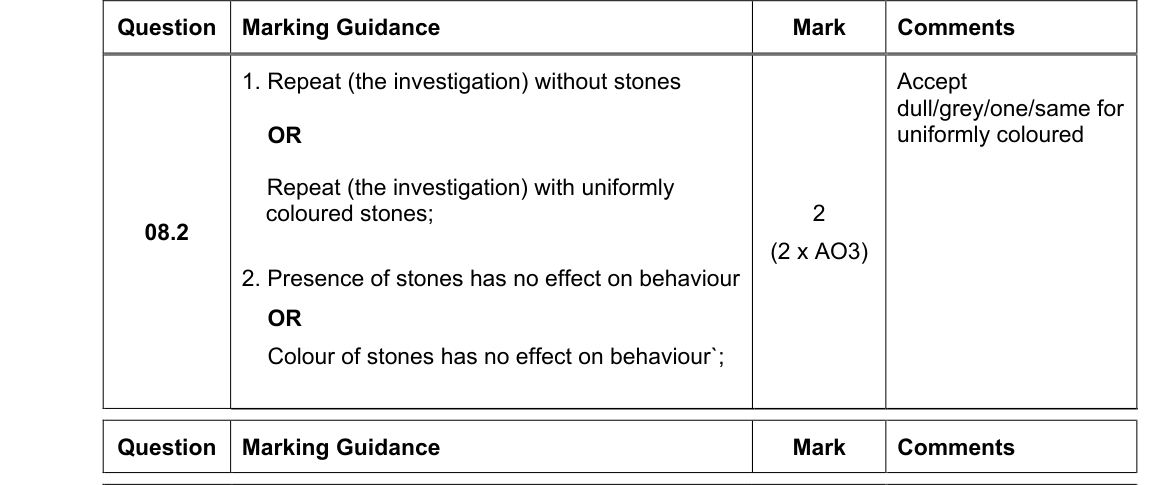 Question Marking Guidance Mark Comments
1. Repeat (the investigation) without stones
OR
Repeat (the investigation) with uniformly
coloured stones;
2. Presence of stones has no effect on behaviour
OR
Colour of stones has no effect on behaviour`;
08.2
2
(2 x AO3)
Accept
dull/grey/one/same for
uniformly coloured
Question Marking Guidance Mark Comments